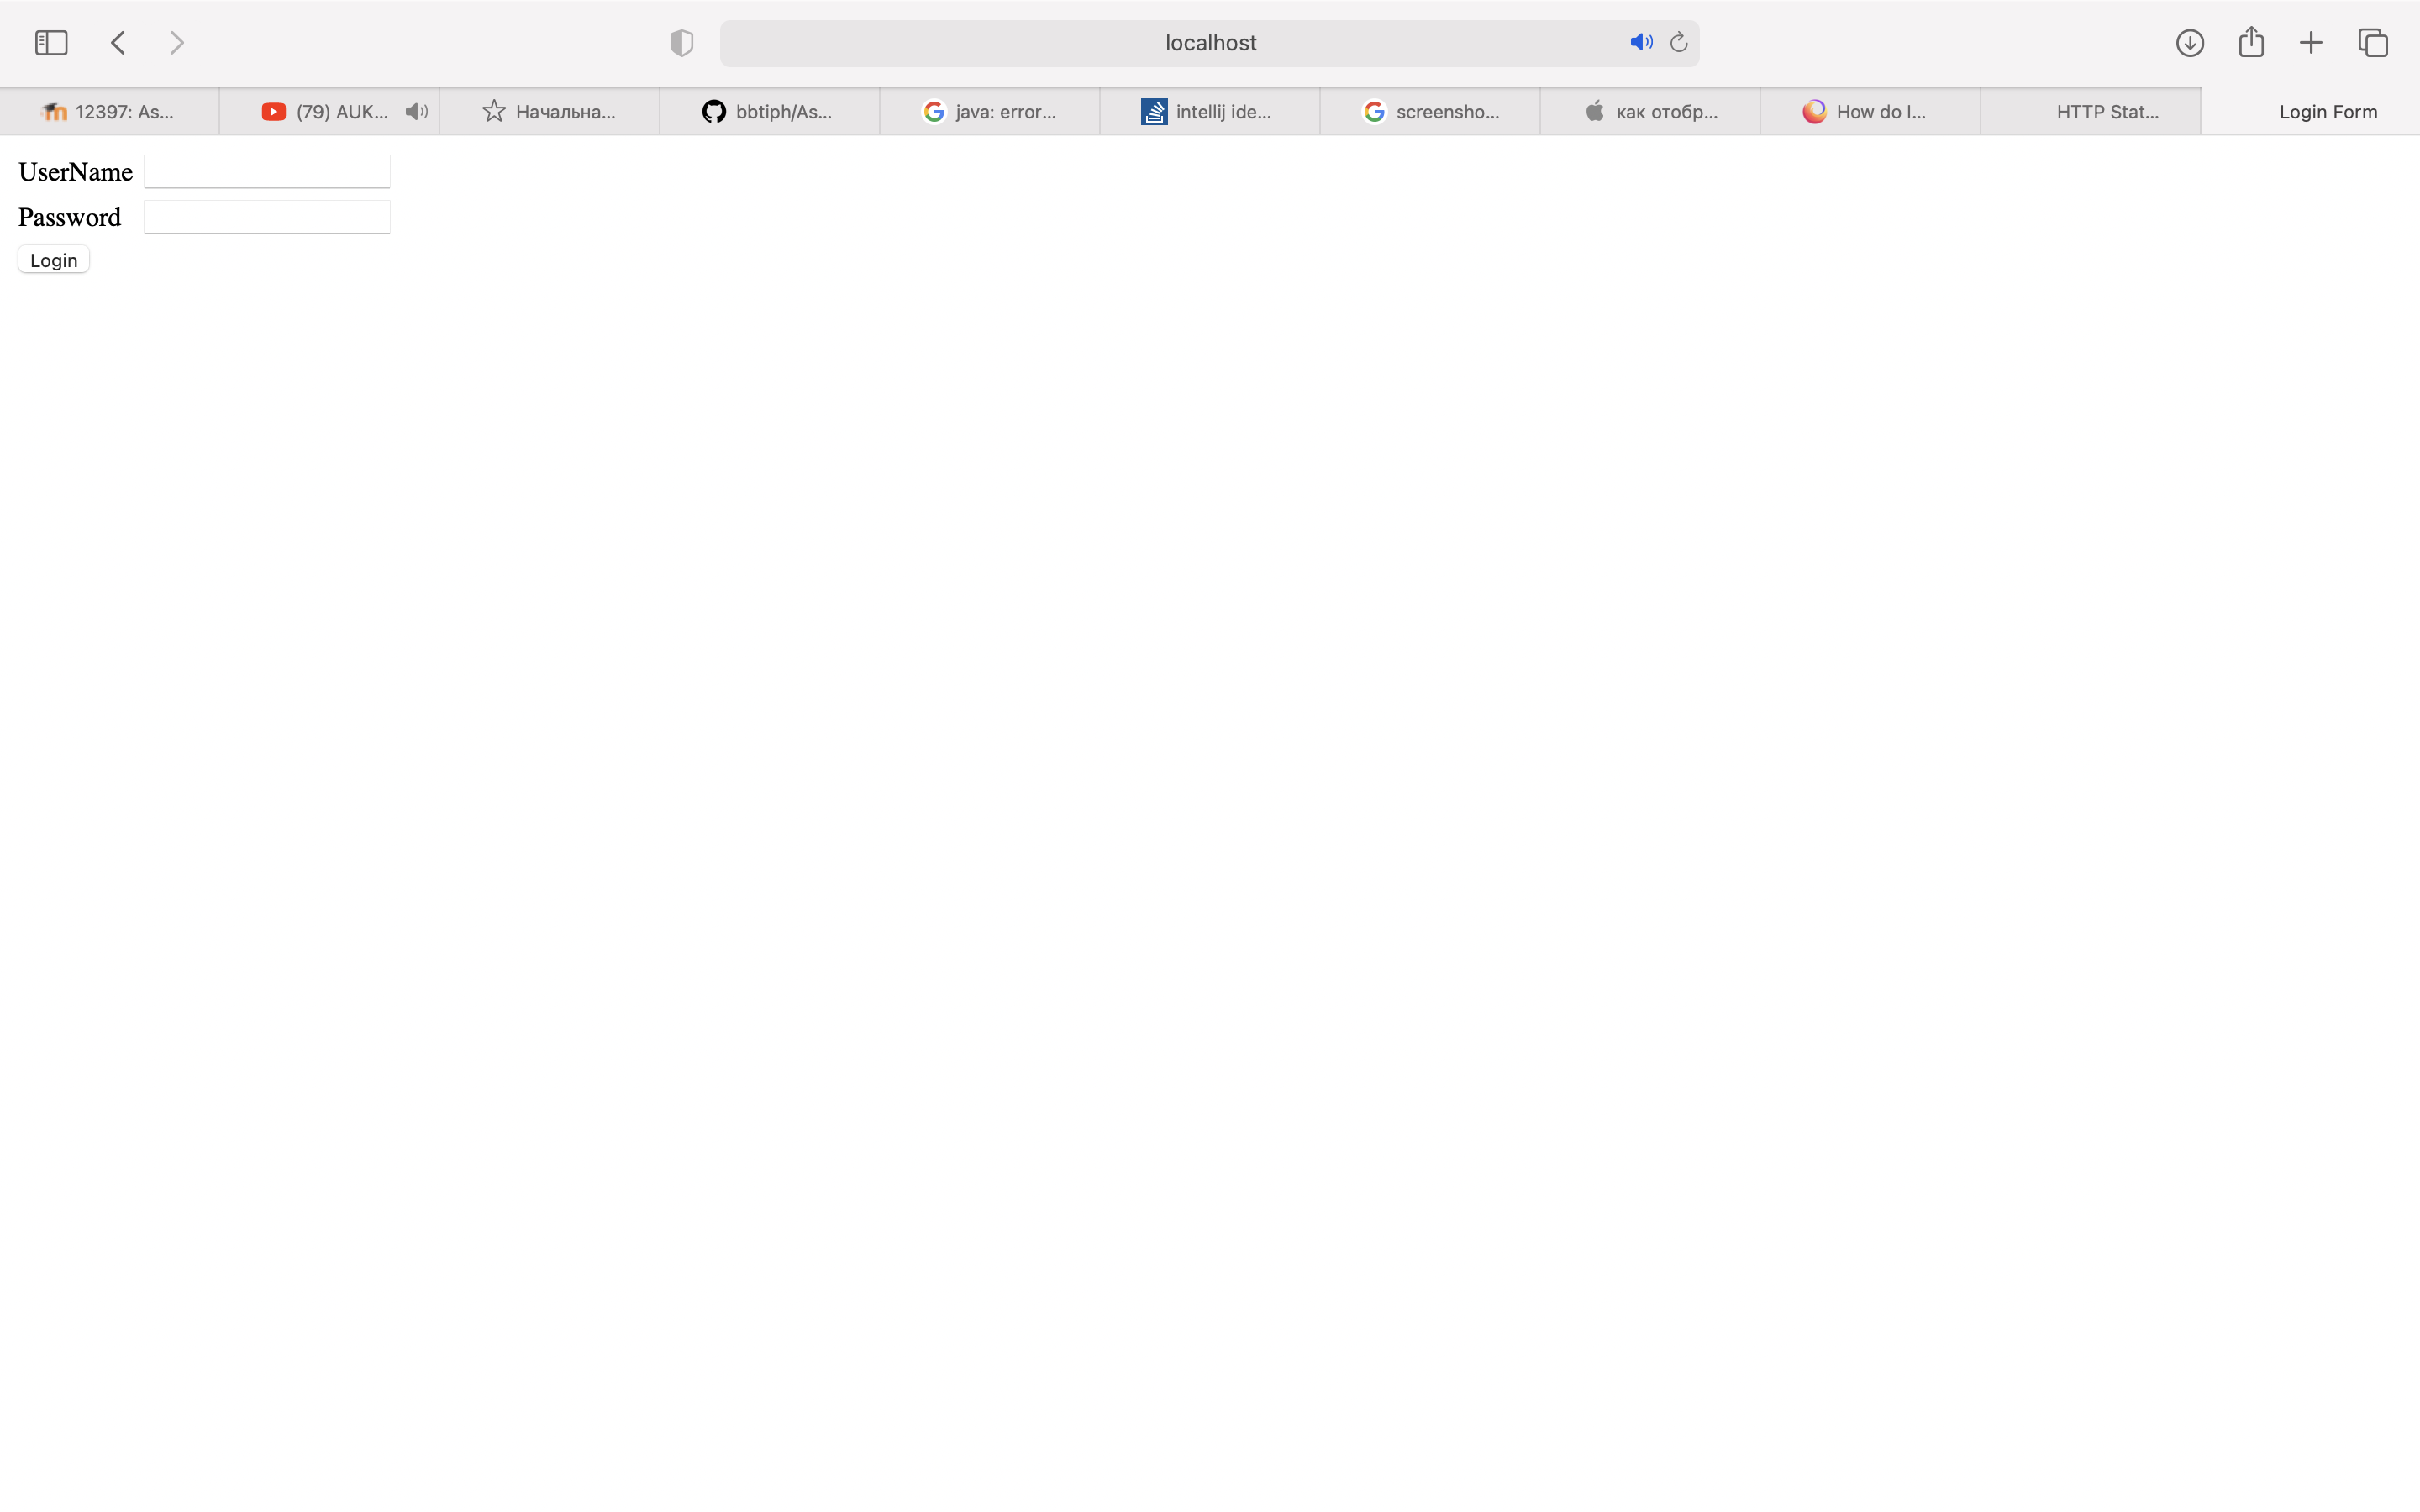 localhost
12397: As...
(79) AUK...
Начальна...
bbtiph/As...
java: error...
intellij ide...
screensho...
как отобр...
How do I...
HTTP Stat...
Login Form
UserName
Password
Login